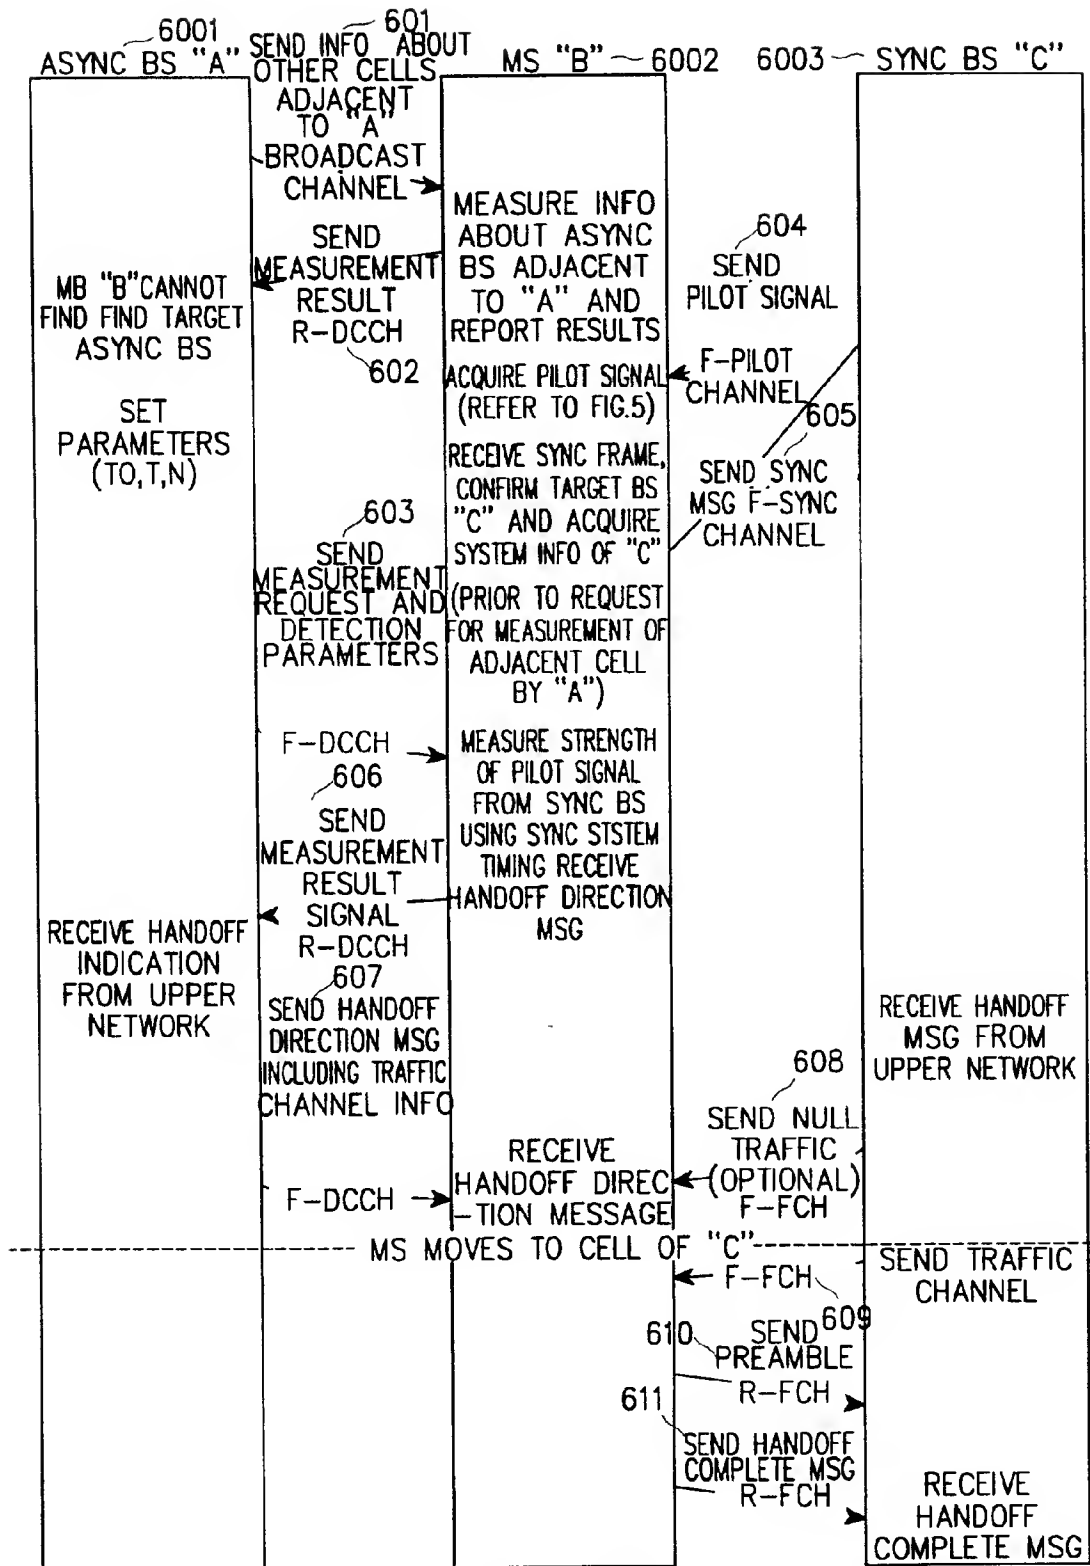 6001
ASYNC BS "A"
601
SEND INFO ABOUT
OTHER CELLS
ADJACENT
TO "A"
BROADCAST
CHANNEL
MS "B" 6002
6003 SYNC BS "C"
MEASURE INFO
ABOUT ASYNC
BS ADJACENT
TO "A" AND
REPORT RESULTS
SEND
MEASUREMENT
RESULT
R-DCCH
602
MB "B" CANNOT
FIND FIND TARGET
ASYNC BS
SET
PARAMETERS
(TO,T,N)
604
SEND
PILOT SIGNAL
F-PILOT
CHANNEL
ACQUIRE PILOT SIGNAL
(REFER TO FIG.5)
605
SEND SYNC
MSG F-SYNC
CHANNEL
RECEIVE SYNC FRAME,
CONFIRM TARGET BS
"C" AND ACQUIRE
SYSTEM INFO OF "C"
(PRIOR TO REQUEST
FOR MEASUREMENT OF
ADJACENT CELL
BY "A")
603
SEND
MEASUREMENT
REQUEST AND
DETECTION
PARAMETERS
F-DCCH
MEASURE STRENGTH
OF PILOT SIGNAL
FROM SYNC BS
USING SYNC STSTEM
TIMING RECEIVE
HANDOFF DIRECTION
MSG
606
SEND
MEASUREMENT
RESULT
SIGNAL
R-DCCH
RECEIVE HANDOFF
INDICATION
FROM UPPER
NETWORK
607
SEND HANDOFF
DIRECTION MSG
INCLUDING TRAFFIC
CHANNEL INFO
F-DCCH
RECEIVE HANDOFF
MSG FROM
UPPER NETWORK
608
SEND NULL
TRAFFIC
(OPTIONAL)
F-FCH
RECEIVE
HANDOFF DIREC
-TION MESSAGE
MS MOVES TO CELL OF "C"
SEND TRAFFIC
CHANNEL
F-FCH
609
610
SEND
PREAMBLE
R-FCH
611
SEND HANDOFF
COMPLETE MSG
R-FCH
RECEIVE
HANDOFF
COMPLETE MSG